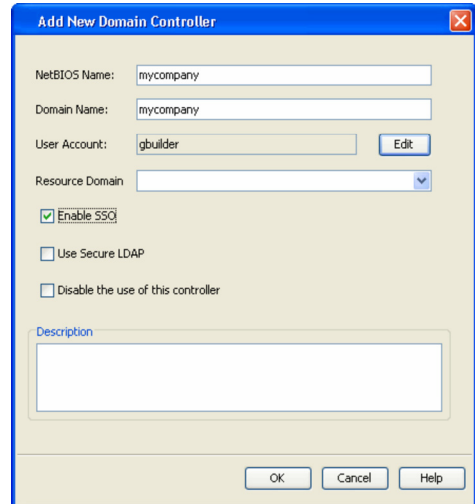 Add New Domain Controller
NetBIOS Name: mycompany
Domain Name: mycompany
User Account: gbuilder Edit
Resource Domain
Enable SSO
Use Secure LDAP
Disable the use of this controller
Description
OK Cancel Help